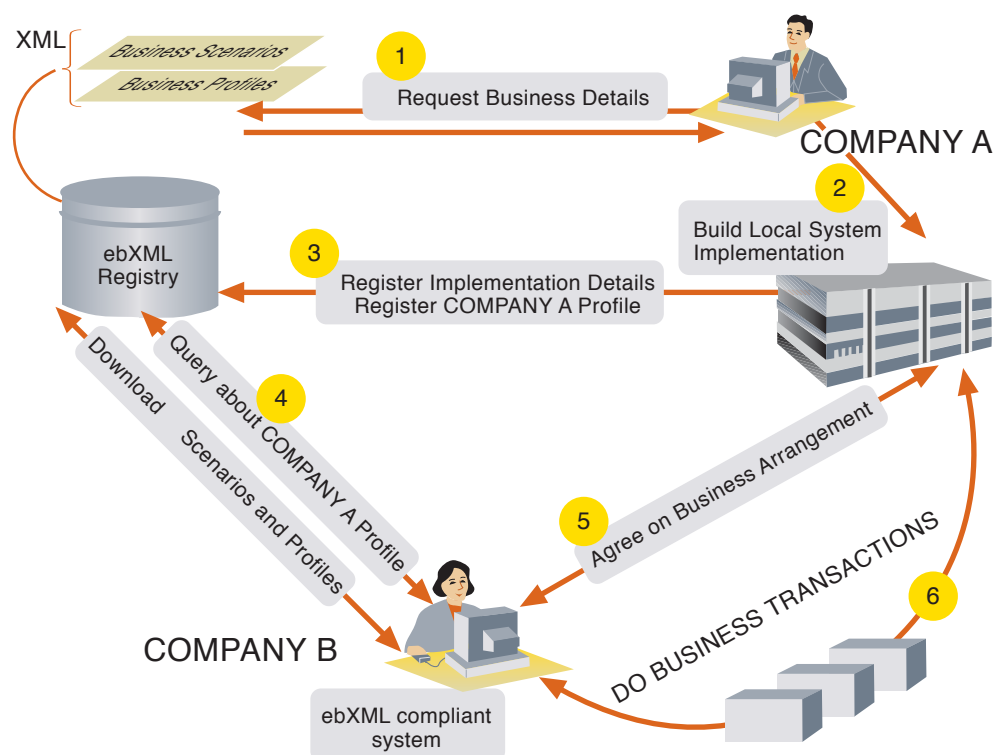 XML
Business Scenarios
Business Profiles
1
Request Business Details
COMPANY A
2
Build Local System
Implementation
ebXML
Registry
3
Register Implementation Details
Register COMPANY A Profile
4
Query about COMPANY A Profile
Download Scenarios and Profiles
5
Agree on Business Arrangement
6
DO BUSINESS TRANSACTIONS
COMPANY B
ebXML compliant
system